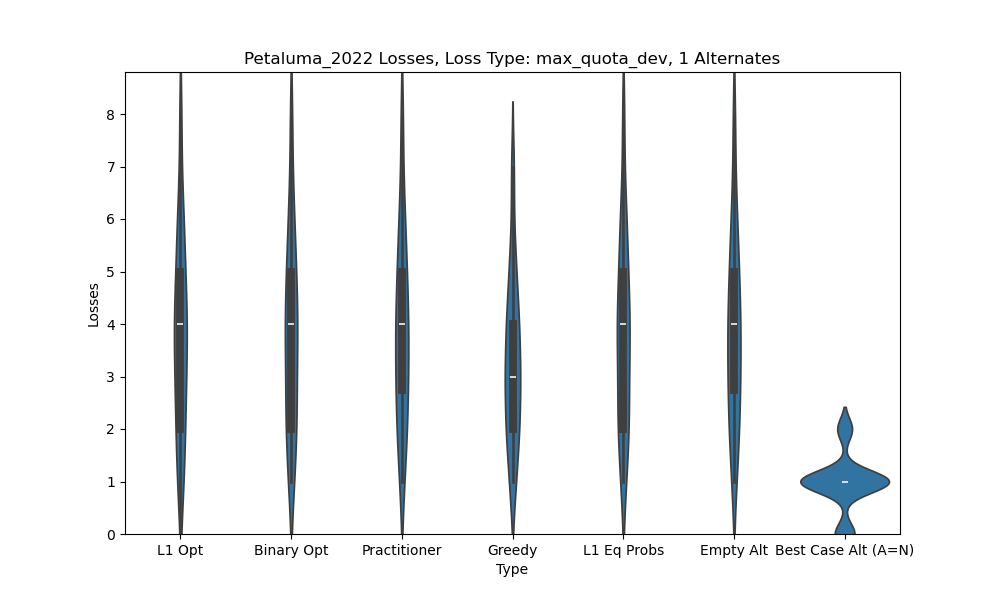 Petaluma_2022 Losses, Loss Type: max_quota_dev, 1 Alternates
Losses
8
7
6
5
4
3
2
1
0
L1 Opt Binary Opt Practitioner Greedy L1 Eq Probs Empty Alt Best Case Alt (A=N)
Type